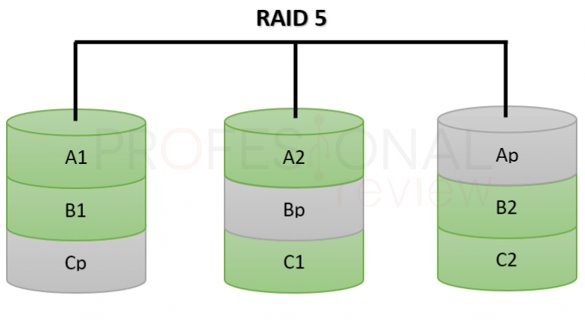 RAID 5
A1 A2 Ap
PROFESIONAL
review
B1 Bp B2
Cp C1 C2